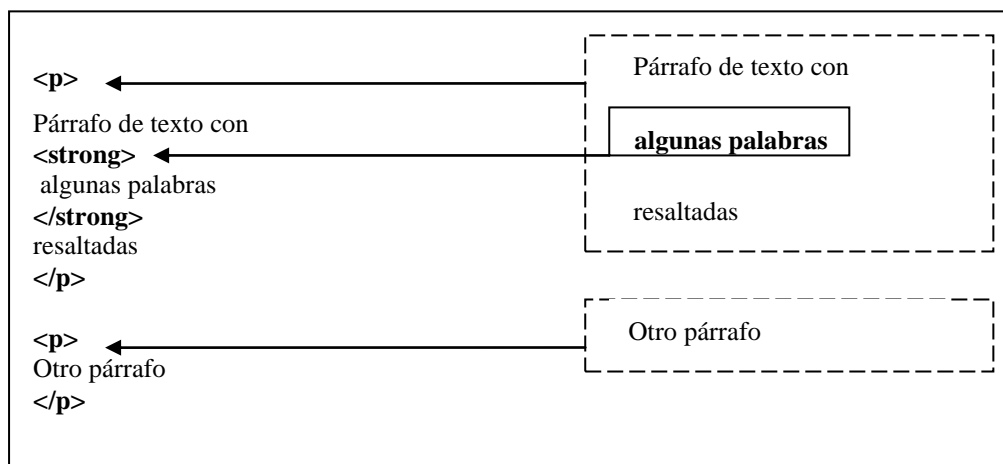 <p>
Párrafo de texto con
<strong>
algunas palabras
</strong>
resaltadas
</p>
<p>
Otro párrafo
</p>
Párrafo de texto con
algunas palabras
resaltadas
Otro párrafo